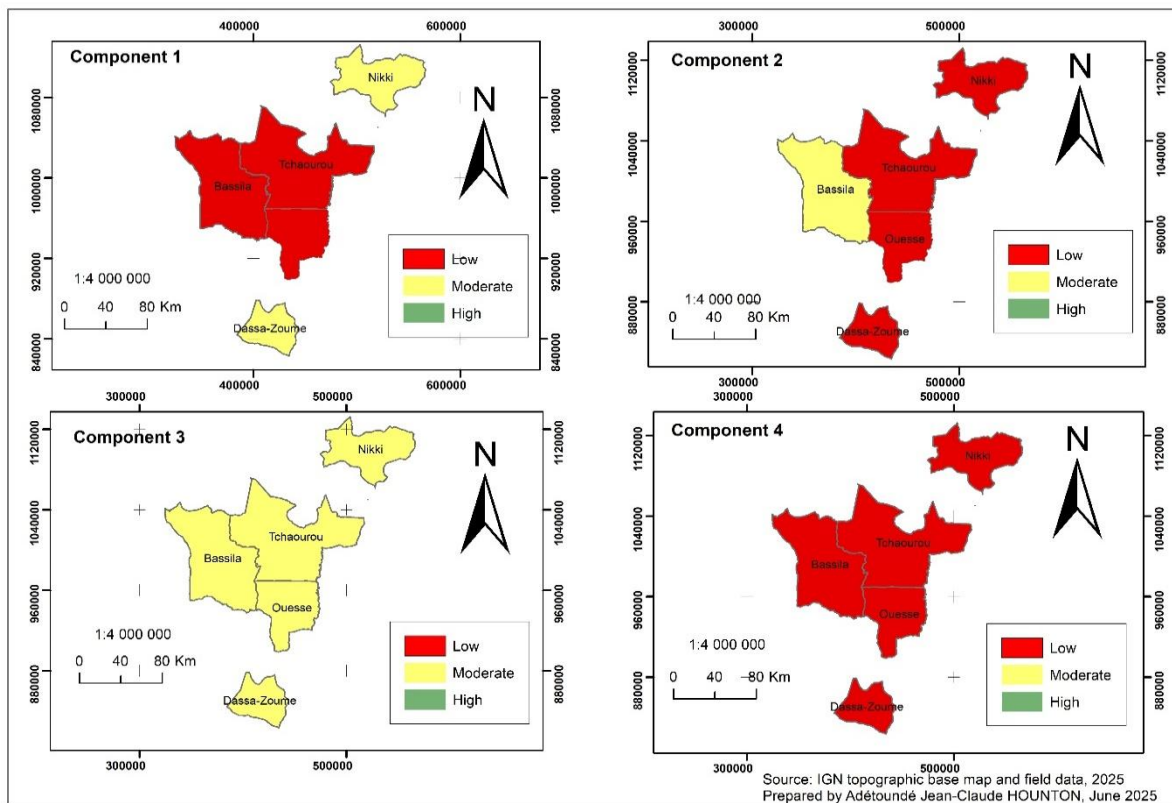 400000 600000
Component 1
Nikki
N
Tchaourou
Bassila
Low
Moderate
High
1:4 000 000
0 40 80 Km
Dassa-Zoume
1080000
1000000
920000
840000
400000 600000
300000 500000
Component 2
Nikki
N
Tchaourou
Bassila
Ouesse
Low
Moderate
High
1:4 000 000
0 40 80 Km
Dassa-Zoume
1120000
1040000
960000
880000
1120000
1040000
960000
880000
300000 500000
300000 500000
Component 3
Nikki
N
Tchaourou
Bassila
Ouesse
1:4 000 000
0 40 80 Km
Low
Moderate
High
Dassa-Zoume
1120000
1040000
960000
880000
300000 500000
300000 500000
Component 4
Nikki
N
Tchaourou
Bassila
Ouesse
1:4 000 000
0 40 80 Km
Low
Moderate
High
Dassa-Zoume
1120000
1040000
960000
880000
1120000
1040000
960000
880000
300000 500000
Source: IGN topographic base map and field data, 2025
Prepared by Adétoundé Jean-Claude HOUNTON, June 2025